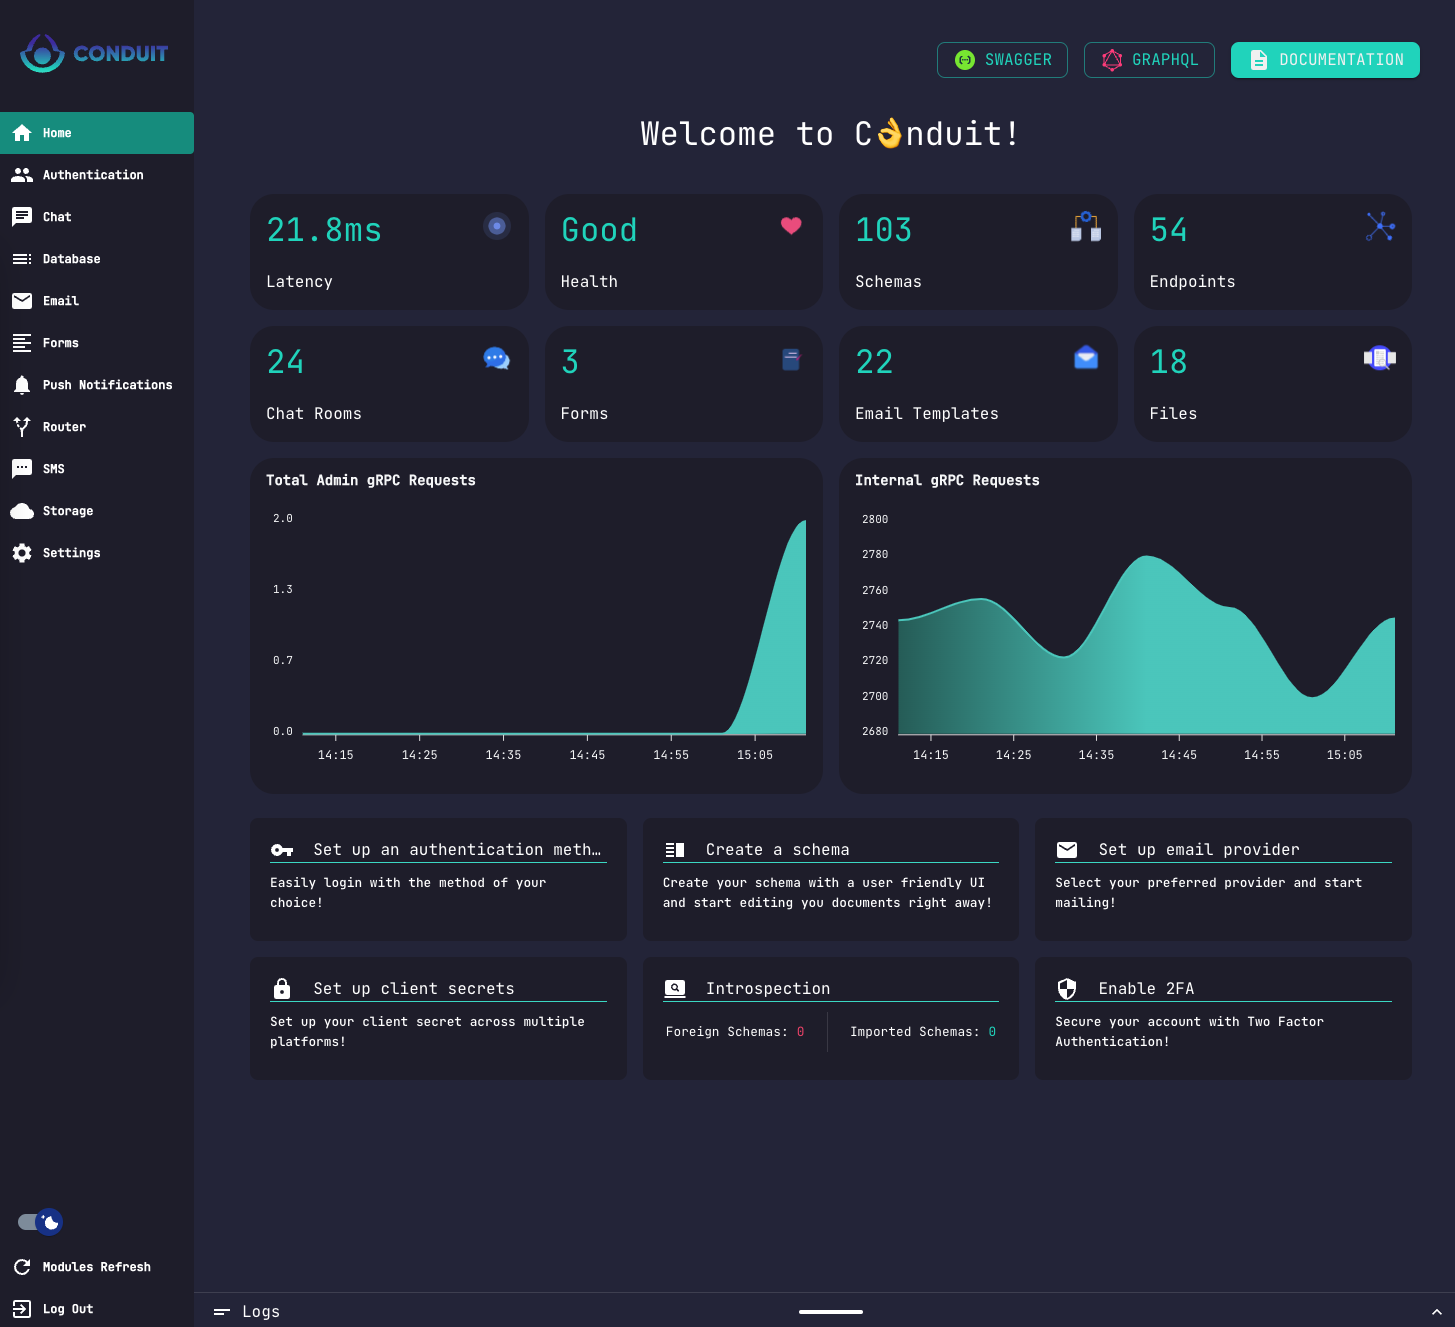 CONDUIT
SWAGGER
GRAPHQL
DOCUMENTATION
Home
Authentication
Chat
Database
Email
Forms
Push Notifications
Router
SMS
Storage
Settings
Welcome to C👌nduit!
21.8ms
Latency
Good
Health
103
Schemas
54
Endpoints
24
Chat Rooms
3
Forms
22
Email Templates
18
Files
Total Admin gRPC Requests
2.0
1.3
0.7
0.0
14:15 14:25 14:35 14:45 14:55 15:05
Internal gRPC Requests
2800
2780
2760
2740
2720
2700
2680
14:15 14:25 14:35 14:45 14:55 15:05
Set up an authentication meth…
Easily login with the method of your
choice!
Create a schema
Create your schema with a user friendly UI
and start editing you documents right away!
Set up email provider
Select your preferred provider and start
mailing!
Set up client secrets
Set up your client secret across multiple
platforms!
Introspection
Foreign Schemas: 0
Imported Schemas: 0
Enable 2FA
Secure your account with Two Factor
Authentication!
Modules Refresh
Log Out
Logs